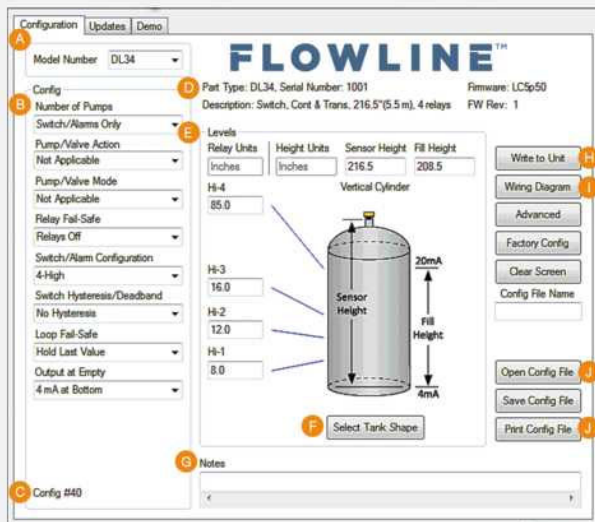 Configuration Updates Demo
A
Model Number DL34
FLOWLINE™
D Part Type: DL34, Serial Number: 1001 Firmware: LC5p50
Description: Switch, Cont & Trans, 216.5"(5.5 m), 4 relays FW Rev: 1
Config
B Number of Pumps
Switch/Alarms Only
Pump/Valve Action
Not Applicable
Pump/Valve Mode
Not Applicable
Relay Fail-Safe
Relays Off
Switch/Alarm Configuration
4-High
Switch Hysteresis/Deadband
No Hysteresis
Loop Fail-Safe
Hold Last Value
Output at Empty
4 mA at Bottom
C Config #40
E Levels
Relay Units Height Units Sensor Height Fill Height
Inches Inches 216.5 208.5
Hi-4 Vertical Cylinder
85.0
Hi-3
16.0
Hi-2
12.0
Hi-1
8.0
20mA
Sensor
Height
Fill
Height
4mA
F Select Tank Shape
G Notes
Write to Unit H
Wiring Diagram I
Advanced
Factory Config
Clear Screen
Config File Name
Open Config File J
Save Config File
Print Config File J